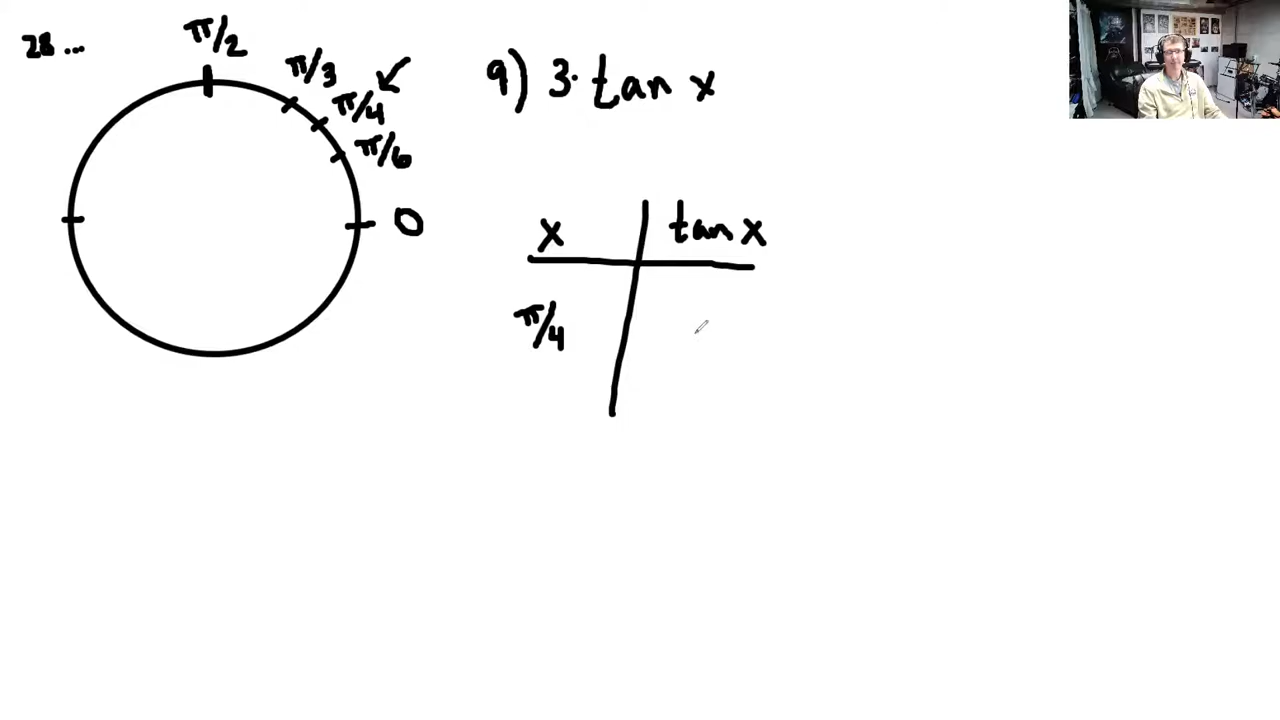 28 ...
π/2
π/3
π/4
π/6
0
9) 3· tan x
x tan x
π/4